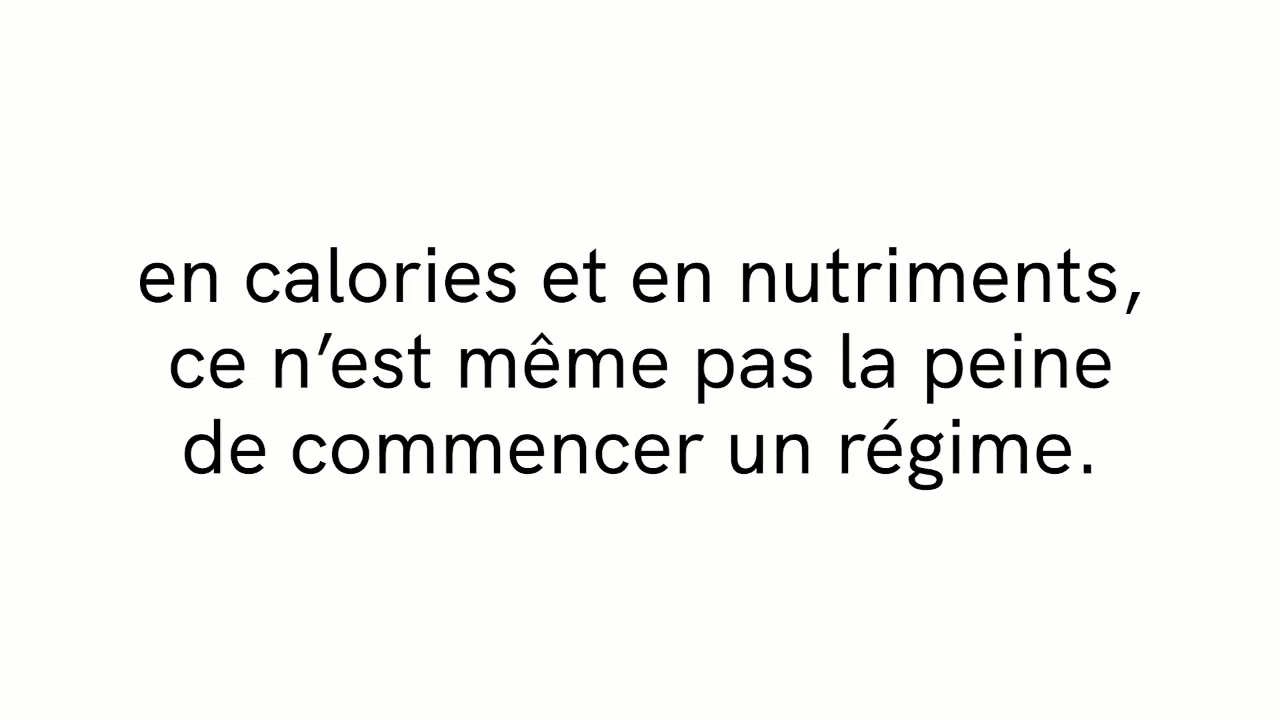 en calories et en nutriments,
ce n’est même pas la peine
de commencer un régime.